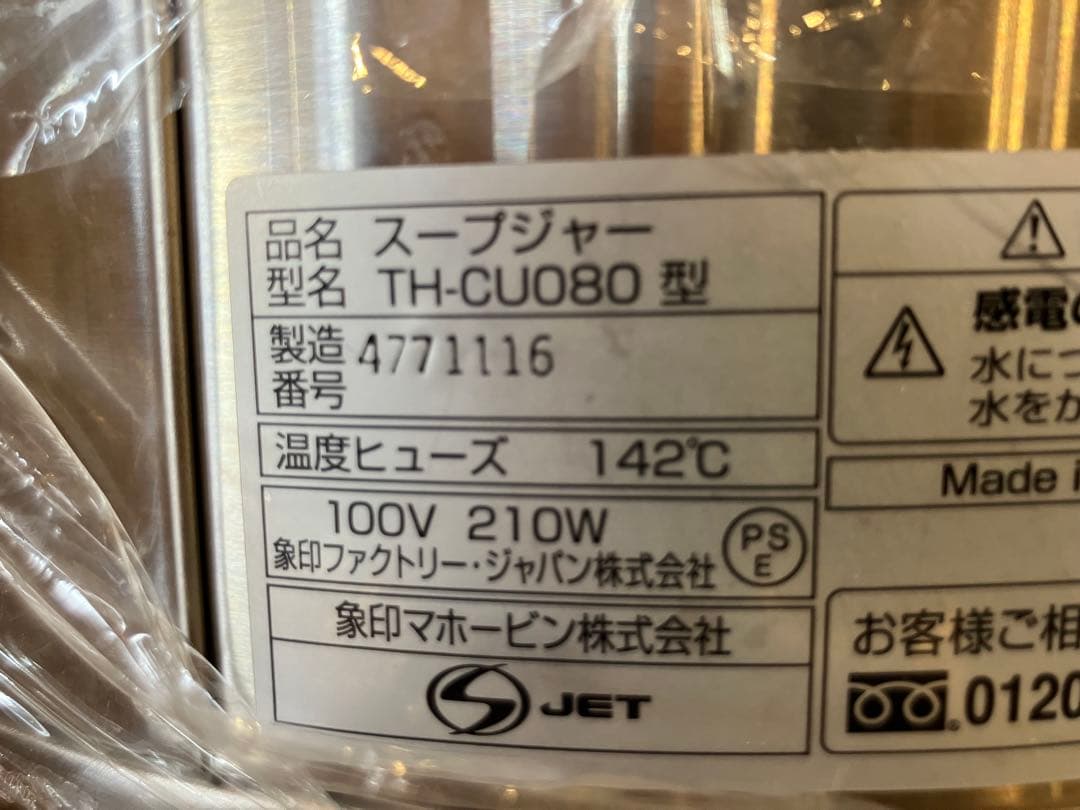 品名 スープジャー
型名 TH-CU080 型
製造番号 4771116
温度ヒューズ 142℃
100V 210W
象印ファクトリー・ジャパン株式会社
PSE
象印マホービン株式会社
JET
感電の
水につ
水をか
Made i
お客様ご相
0120